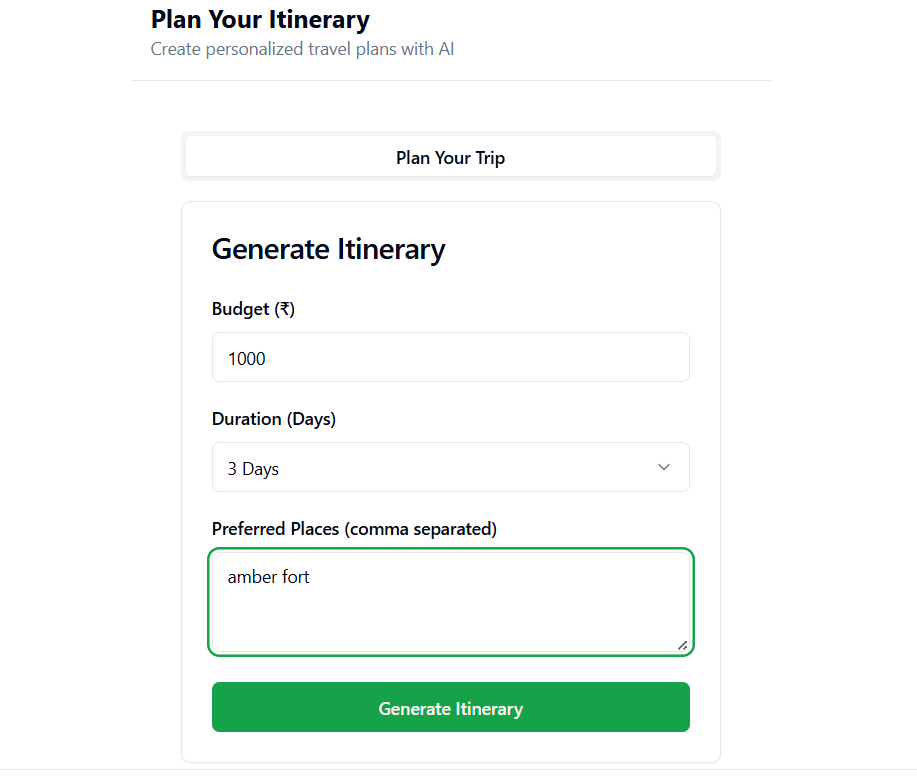 Plan Your Itinerary
Create personalized travel plans with AI
Plan Your Trip
Generate Itinerary
Budget (₹)
1000
Duration (Days)
3 Days
Preferred Places (comma separated)
amber fort
Generate Itinerary